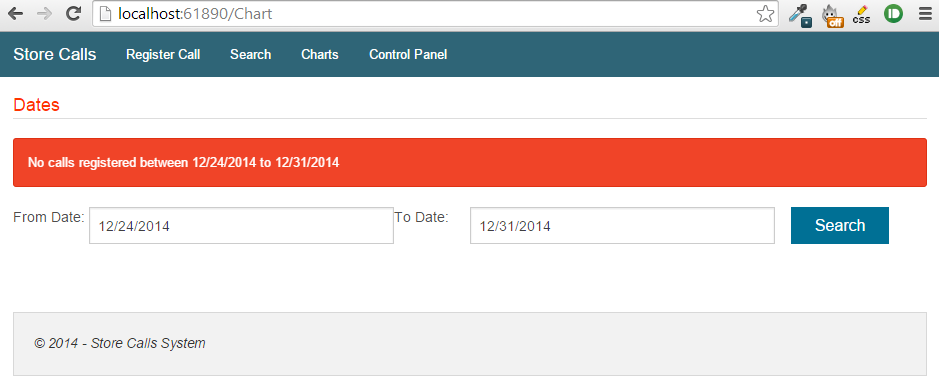 localhost:61890/Chart
off
css
Store Calls Register Call Search Charts Control Panel
Dates
No calls registered between 12/24/2014 to 12/31/2014
From Date: 12/24/2014 To Date: 12/31/2014 Search
© 2014 - Store Calls System